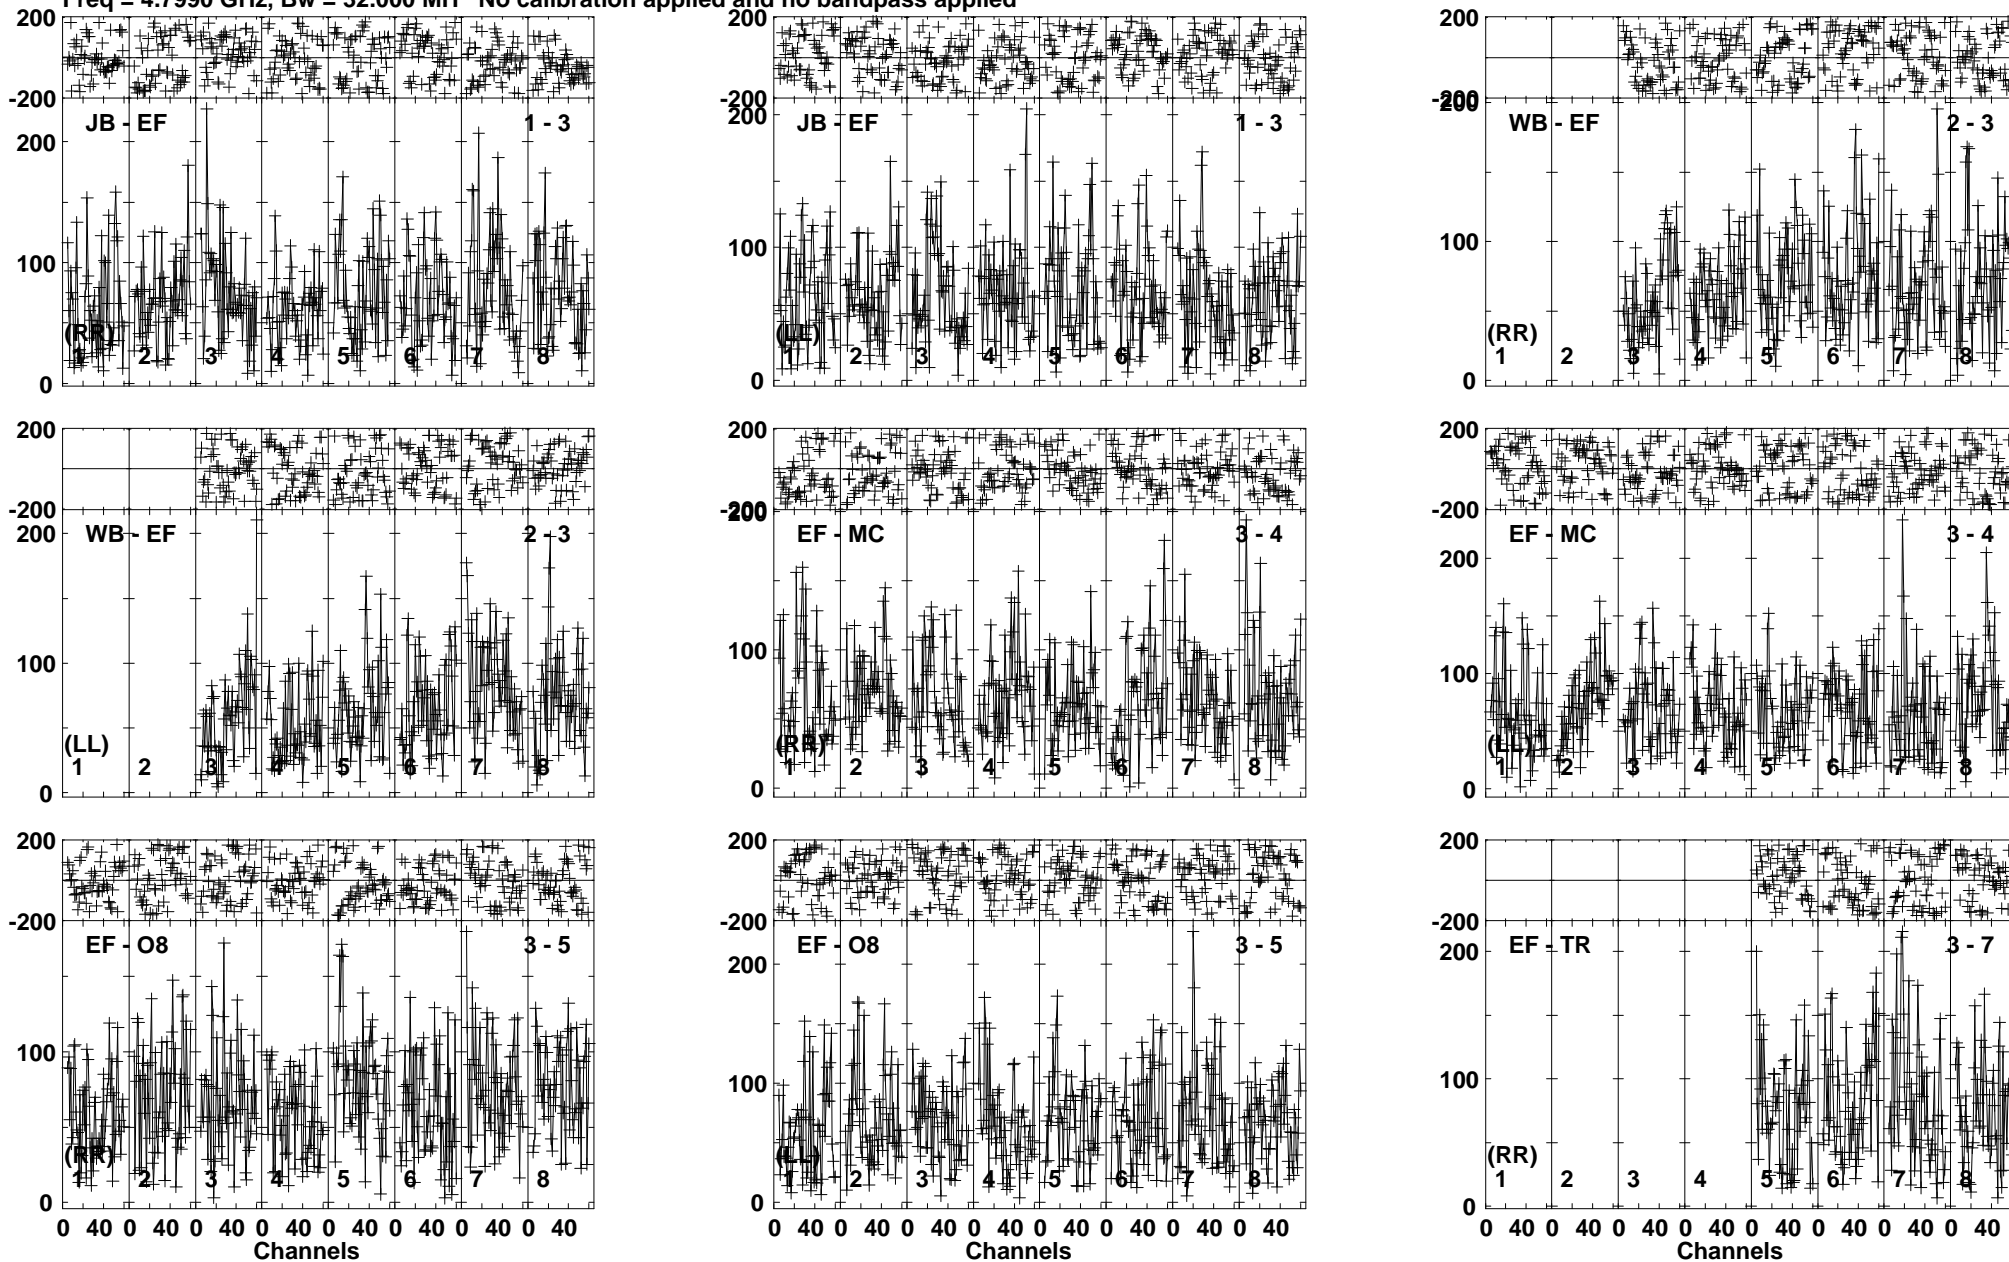 Freq = 4.7990 GHz, Bw = 32.000 MH No calibration applied and no bandpass applied
200 200 200
-200 -200 -200
JB - EF 1 - 3 JB - EF 1 - 3 WB - EF 2 - 3
200 200 200
100 100 100
(RR) (LL) (RR)
1 2 3 4 5 6 7 8 1 2 3 4 5 6 7 8 1 2 3 4 5 6 7 8
0 0 0
200 200 200
-200 -200 -200
WB - EF 2 - 3 EF - MC 3 - 4 EF - MC 3 - 4
200 200 200
100 100 100
(LL) (RR) (LL)
1 2 3 4 5 6 7 8 1 2 3 4 5 6 7 8 1 2 3 4 5 6 7 8
0 0 0
200 200 200
-200 -200 -200
EF - O8 3 - 5 EF - O8 3 - 5 EF - TR 3 - 7
200 200
100 100 100
(RR) (LL) (RR)
1 2 3 4 5 6 7 8 1 2 3 4 5 6 7 8 1 2 3 4 5 6 7 8
0 0 0
0 40 0 40 0 40 0 40 0 40 0 40 0 40 0 40 0 40 0 40 0 40 0 40 0 40 0 40 0 40 0 40 0 40 0 40 0 40 0 40 0 40 0 40 0 40 0 40
Channels Channels Channels